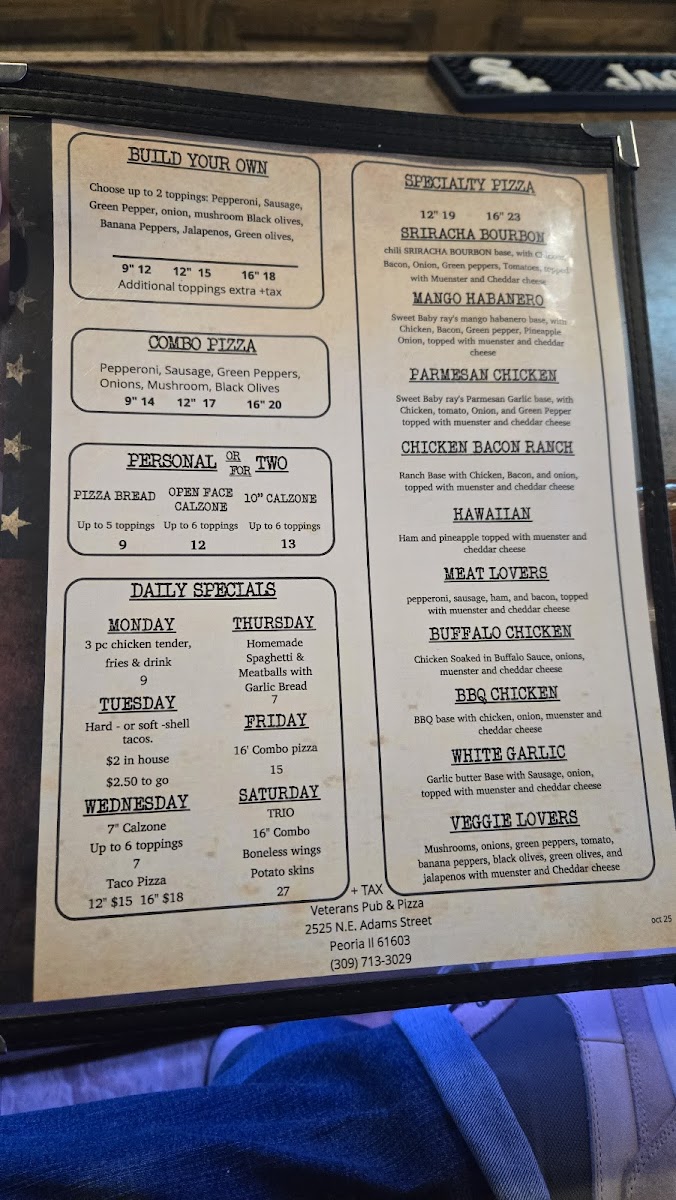 JAC
BUILD YOUR OWN
Choose up to 2 toppings: Pepperoni, Sausage,
Green Pepper, onion, mushroom Black olives,
Banana Peppers, Jalapenos, Green olives,
9" 12 12" 15 16" 18
Additional toppings extra +tax
COMBO PIZZA
Pepperoni, Sausage, Green Peppers,
Onions, Mushroom, Black Olives
9" 14 12" 17 16" 20
PERSONAL OR FOR TWO
PIZZA BREAD
Up to 5 toppings
9
OPEN FACE
CALZONE
Up to 6 toppings
12
10" CALZONE
Up to 6 toppings
13
DAILY SPECIALS
MONDAY
3 pc chicken tender,
fries & drink
9
TUESDAY
Hard - or soft -shell
tacos.
$2 in house
$2.50 to go
WEDNESDAY
7" Calzone
Up to 6 toppings
7
Taco Pizza
12" $15 16" $18
THURSDAY
Homemade
Spaghetti &
Meatballs with
Garlic Bread
7
FRIDAY
16' Combo pizza
15
SATURDAY
TRIO
16" Combo
Boneless wings
Potato skins
27
SPECIALTY PIZZA
12" 19 16" 23
SRIRACHA BOURBON
chili SRIRACHA BOURBON base, with
Bacon, Onion, Green peppers, Tomatoes, topped
with Muenster and Cheddar cheese
MANGO HABANERO
Sweet Baby ray's mango habanero base, with
Chicken, Bacon, Green pepper, Pineapple
Onion, topped with muenster and cheddar
cheese
PARMESAN CHICKEN
Sweet Baby ray's Parmesan Garlic base, with
Chicken, tomato, Onion, and Green Pepper
topped with muenster and cheddar cheese
CHICKEN BACON RANCH
Ranch Base with Chicken, Bacon, and onion,
topped with muenster and cheddar cheese
HAWAIIAN
Ham and pineapple topped with muenster and
cheddar cheese
MEAT LOVERS
pepperoni, sausage, ham, and bacon, topped
with muenster and cheddar cheese
BUFFALO CHICKEN
Chicken Soaked in Buffalo Sauce, onions,
muenster and cheddar cheese
BBQ CHICKEN
BBQ base with chicken, onion, muenster and
cheddar cheese
WHITE GARLIC
Garlic butter Base with Sausage, onion,
topped with muenster and cheddar cheese
VEGGIE LOVERS
Mushrooms, onions, green peppers, tomato,
banana peppers, black olives, green olives, and
jalapenos with muenster and Cheddar cheese
+ TAX
Veterans Pub & Pizza
2525 N.E. Adams Street
Peoria Il 61603
(309) 713-3029
Oct 25